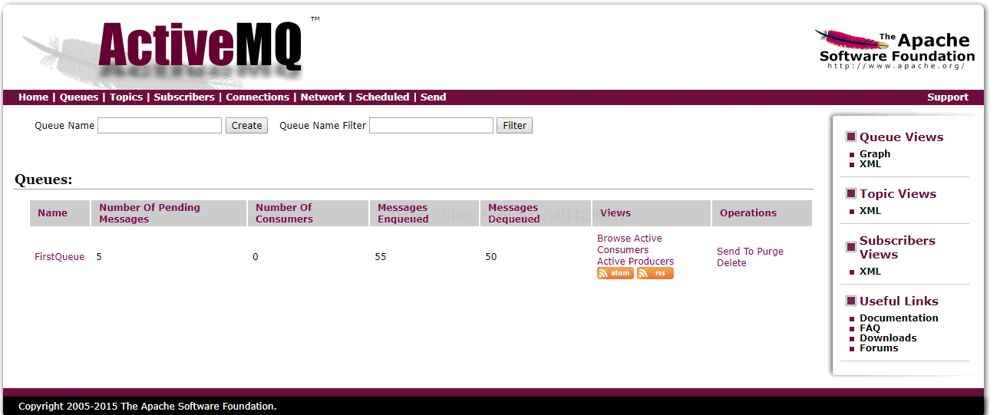 ActiveMQ™
The Apache
Software Foundation
http://www.apache.org/
Home | Queues | Topics | Subscribers | Connections | Network | Scheduled | Send
Support
Queue Name Create Queue Name Filter Filter
Queues:
Name
Number Of Pending
Messages
Number Of
Consumers
Messages
Enqueued
Messages
Dequeued
Views
Operations
FirstQueue
5
0
55
50
Browse Active
Consumers
Active Producers
atom rss
Send To Purge
Delete
Queue Views
Graph
XML
Topic Views
XML
Subscribers
Views
XML
Useful Links
Documentation
FAQ
Downloads
Forums
Copyright 2005-2015 The Apache Software Foundation.